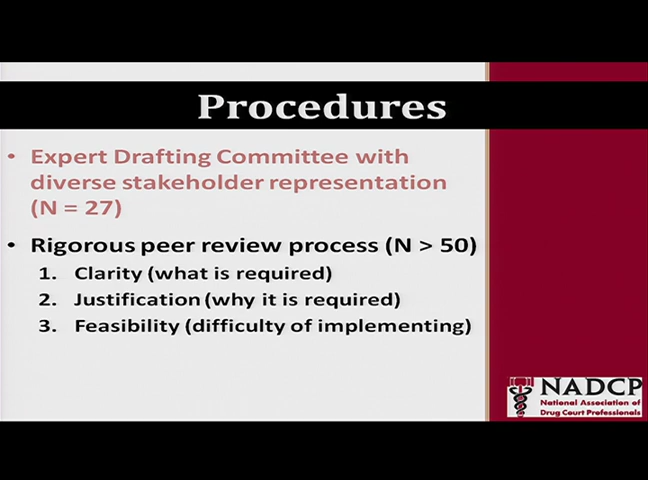 Procedures
• Expert Drafting Committee with
diverse stakeholder representation
(N = 27)
• Rigorous peer review process (N > 50)
1. Clarity (what is required)
2. Justification (why it is required)
3. Feasibility (difficulty of implementing)
NADCP
National Association of
Drug Court Professionals